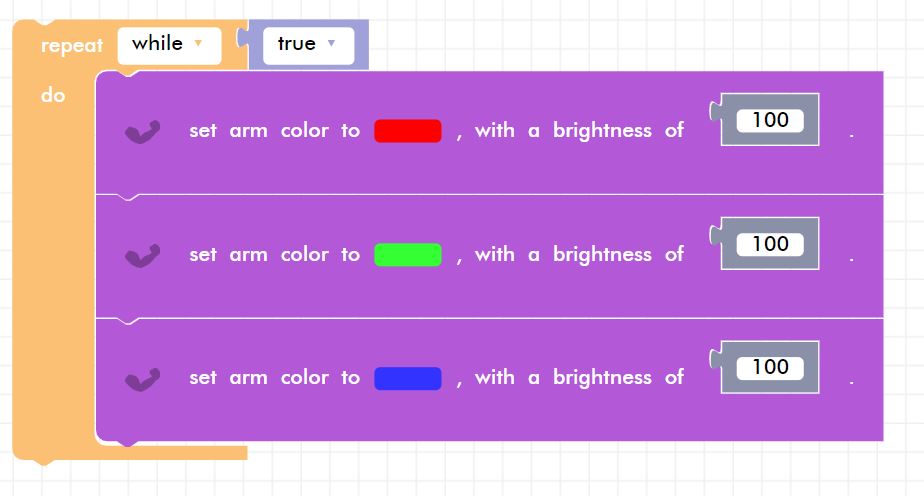 repeat while true
do
set arm color to , with a brightness of 100 .
set arm color to , with a brightness of 100 .
set arm color to , with a brightness of 100 .